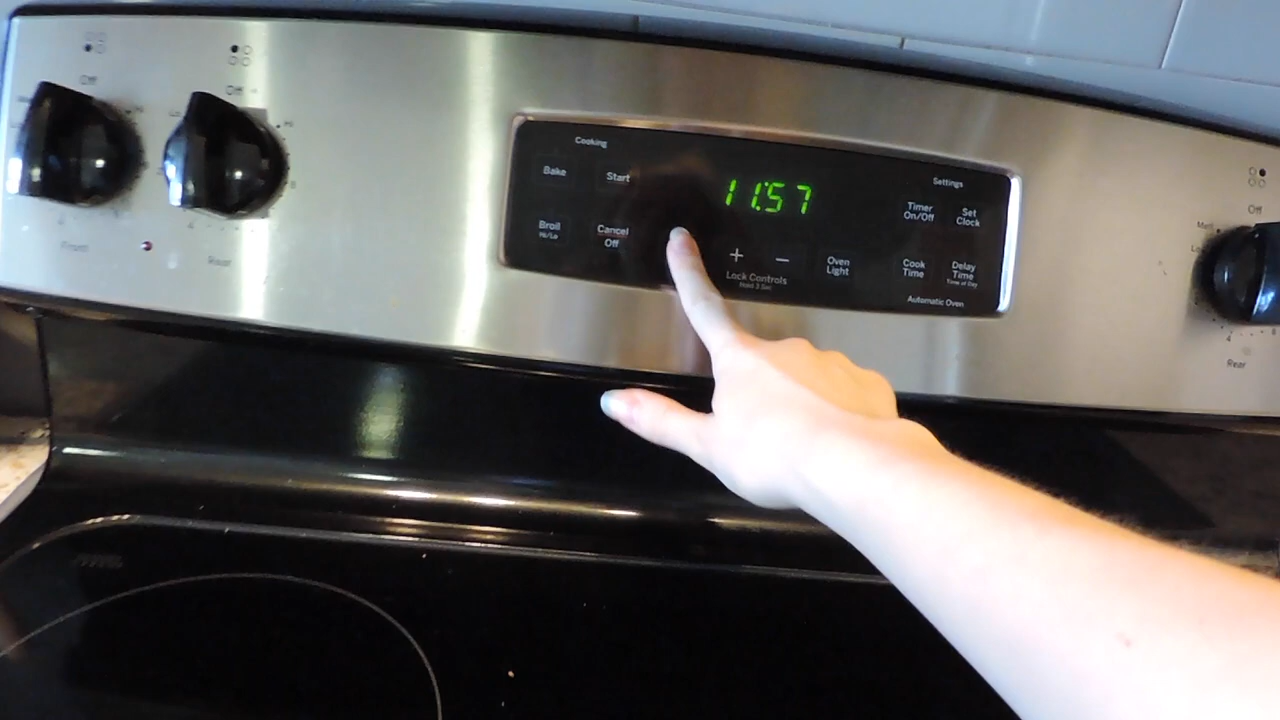 Off
Off
Front
Rear
Cooking
Bake
Start
Broil
Hi/Lo
Cancel
Off
11:57
+ −
Lock Controls
Hold 3 Sec
Oven
Light
Settings
Timer
On/Off
Set
Clock
Cook
Time
Delay
Time
Time of Day
Automatic Oven
Off
Rear